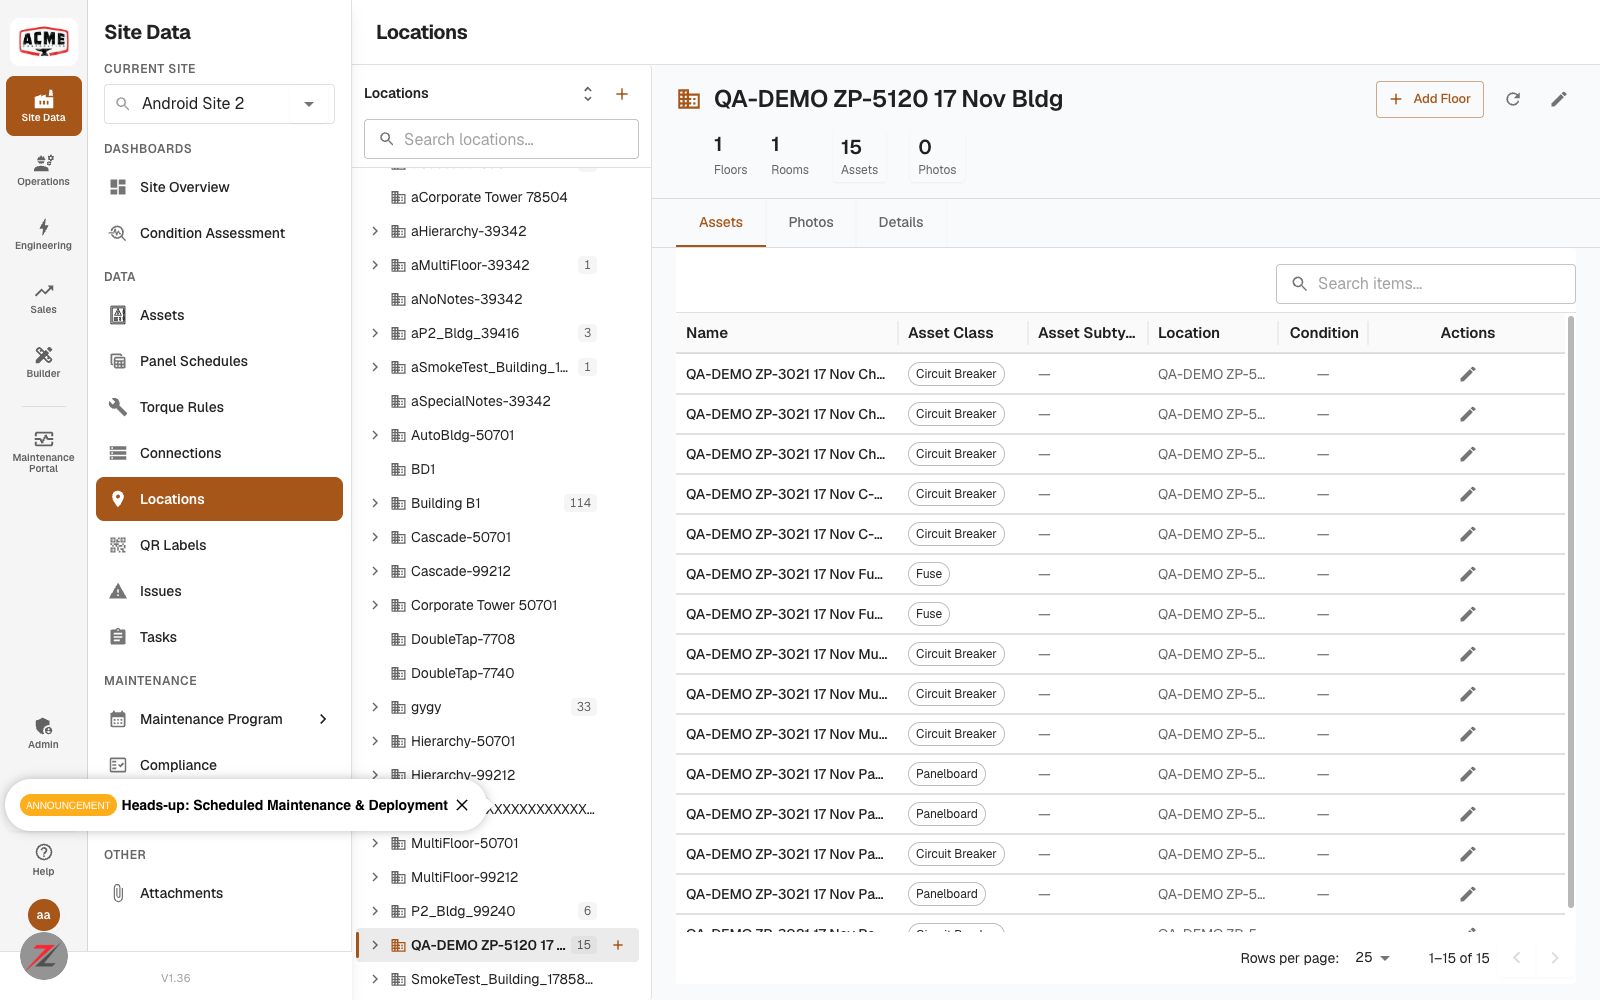 ACME
Site Data
Operations
Engineering
Sales
Builder
Maintenance
Portal
Admin
Help
aa
Site Data
CURRENT SITE
Android Site 2
DASHBOARDS
Site Overview
Condition Assessment
DATA
Assets
Panel Schedules
Torque Rules
Connections
Locations
QR Labels
Issues
Tasks
MAINTENANCE
Maintenance Program
Compliance
ANNOUNCEMENT Heads-up: Scheduled Maintenance & Deployment
OTHER
Attachments
V1.36
Locations
Locations
Search locations...
aCorporate Tower 78504
aHierarchy-39342
aMultiFloor-39342 1
aNoNotes-39342
aP2_Bldg_39416 3
aSmokeTest_Building_1... 1
aSpecialNotes-39342
AutoBldg-50701
BD1
Building B1 114
Cascade-50701
Cascade-99212
Corporate Tower 50701
DoubleTap-7708
DoubleTap-7740
gygy 33
Hierarchy-50701
Hierarchy-99212
MultiFloor-50701
MultiFloor-99212
P2_Bldg_99240 6
QA-DEMO ZP-5120 17 ... 15
SmokeTest_Building_17858...
QA-DEMO ZP-5120 17 Nov Bldg
Add Floor
1 Floors
1 Rooms
15 Assets
0 Photos
Assets Photos Details
Search items...
Name Asset Class Asset Subty... Location Condition Actions
QA-DEMO ZP-3021 17 Nov Ch... Circuit Breaker — QA-DEMO ZP-5... —
QA-DEMO ZP-3021 17 Nov Ch... Circuit Breaker — QA-DEMO ZP-5... —
QA-DEMO ZP-3021 17 Nov Ch... Circuit Breaker — QA-DEMO ZP-5... —
QA-DEMO ZP-3021 17 Nov C-... Circuit Breaker — QA-DEMO ZP-5... —
QA-DEMO ZP-3021 17 Nov C-... Circuit Breaker — QA-DEMO ZP-5... —
QA-DEMO ZP-3021 17 Nov Fu... Fuse — QA-DEMO ZP-5... —
QA-DEMO ZP-3021 17 Nov Fu... Fuse — QA-DEMO ZP-5... —
QA-DEMO ZP-3021 17 Nov Mu... Circuit Breaker — QA-DEMO ZP-5... —
QA-DEMO ZP-3021 17 Nov Mu... Circuit Breaker — QA-DEMO ZP-5... —
QA-DEMO ZP-3021 17 Nov Mu... Circuit Breaker — QA-DEMO ZP-5... —
QA-DEMO ZP-3021 17 Nov Pa... Panelboard — QA-DEMO ZP-5... —
QA-DEMO ZP-3021 17 Nov Pa... Panelboard — QA-DEMO ZP-5... —
QA-DEMO ZP-3021 17 Nov Pa... Circuit Breaker — QA-DEMO ZP-5... —
QA-DEMO ZP-3021 17 Nov Pa... Panelboard — QA-DEMO ZP-5... —
Rows per page: 25 1–15 of 15